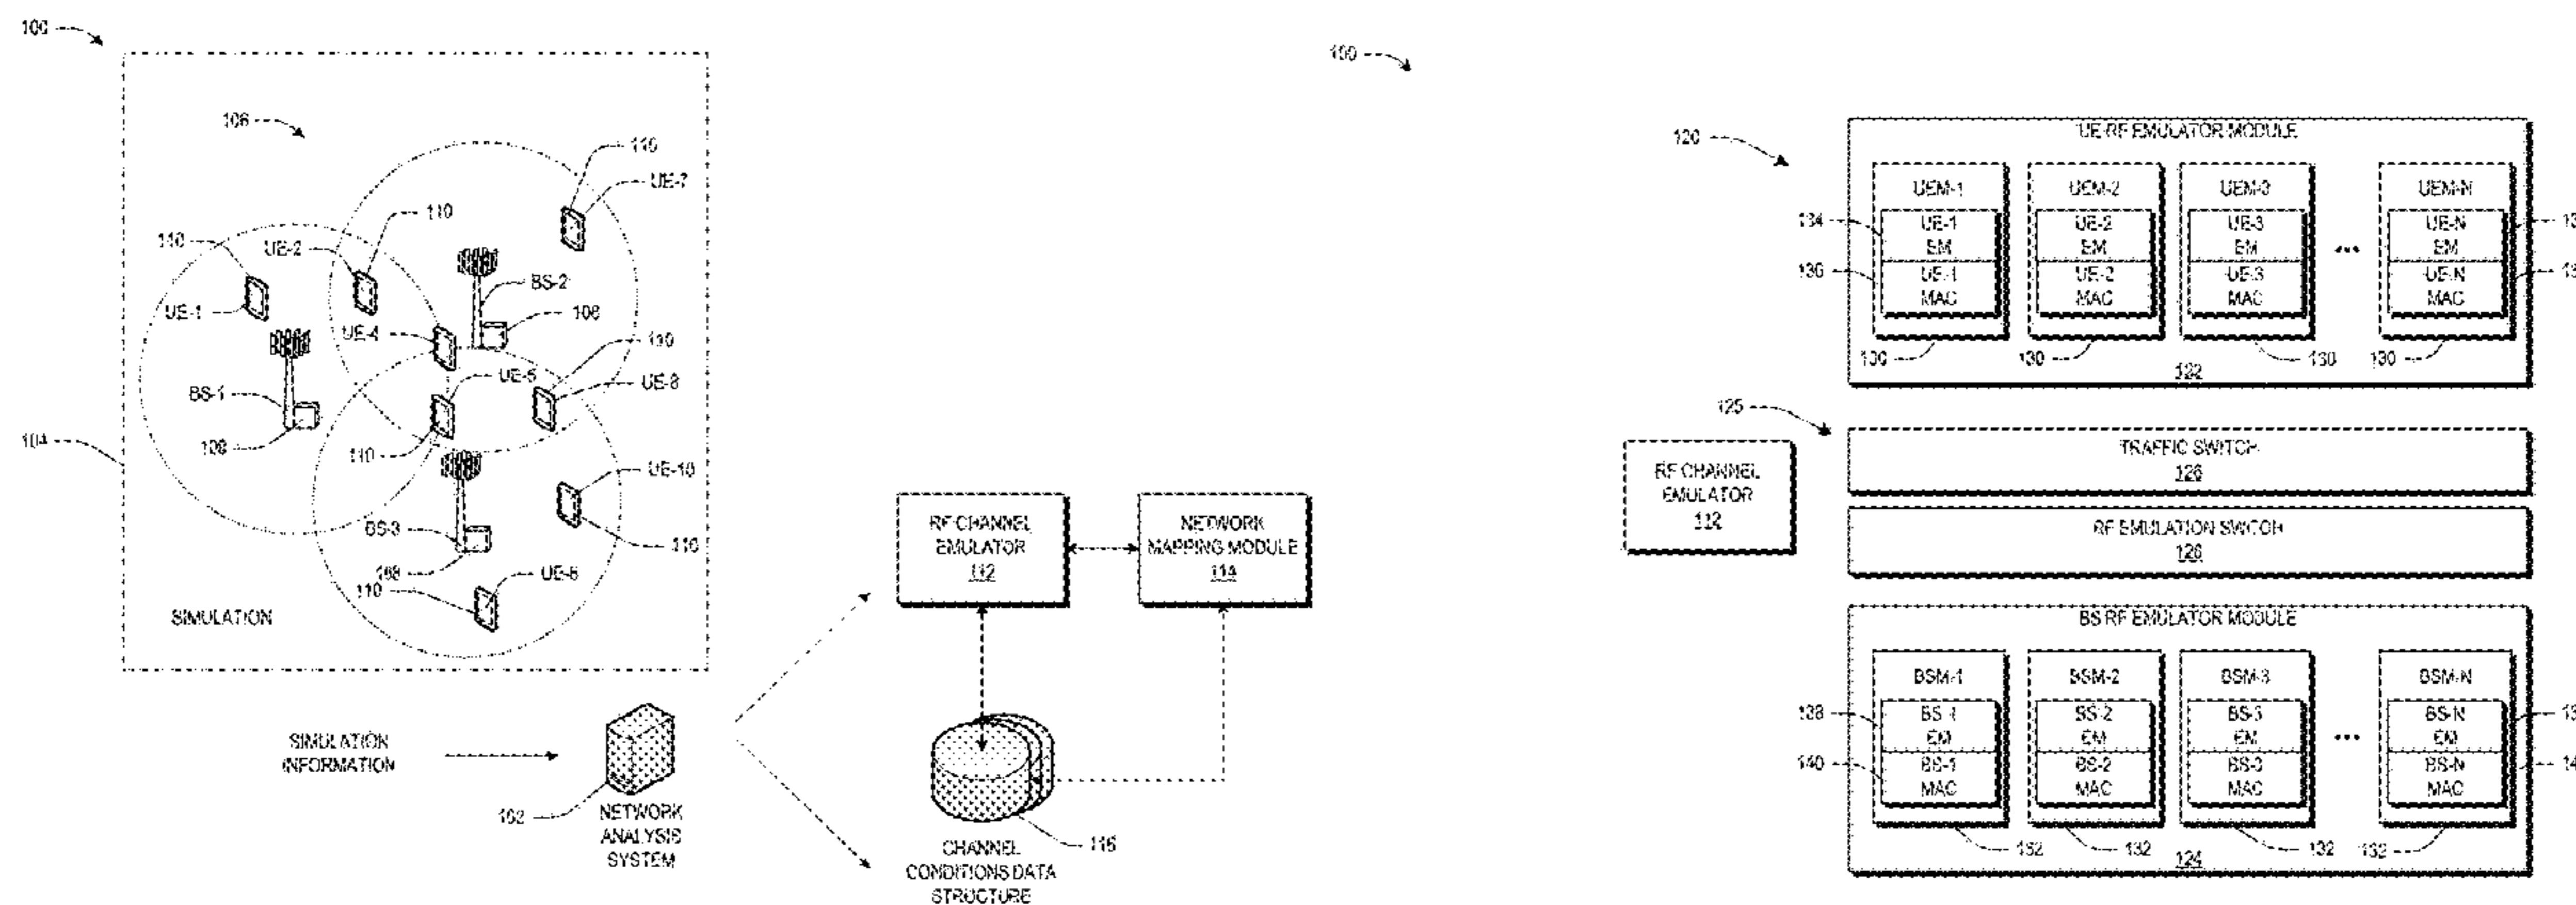 100
106
110
UE-7
110
110
UE-2
UE-1
BS-2
108
UE-4
110
UE-5
BS-1
104
108
110
UE-10
BS-3
110
110
SIMULATION
SIMULATION
INFORMATION
102
NETWORK
ANALYSIS
SYSTEM
RF CHANNEL
EMULATOR
112
NETWORK
MAPPING MODULE
114
116
CHANNEL
CONDITIONS DATA
STRUCTURE
100
120
UE RF EMULATOR MODULE
UEM-1
UEM-2
UEM-3
UEM-N
134
UE-1
EM
UE-2
EM
UE-3
EM
UE-N
EM
136
UE-1
MAC
UE-2
MAC
UE-3
MAC
UE-N
MAC
...
130
130
130
130
122
125
RF CHANNEL
EMULATOR
112
TRAFFIC SWITCH
126
RF EMULATION SWITCH
BS RF EMULATOR MODULE
BSM-1
BSM-2
BSM-3
BSM-N
138
BS-1
EM
BS-2
EM
BS-3
EM
BS-N
EM
140
BS-1
MAC
BS-2
MAC
BS-3
MAC
BS-N
MAC
...
132
132
132
132
124